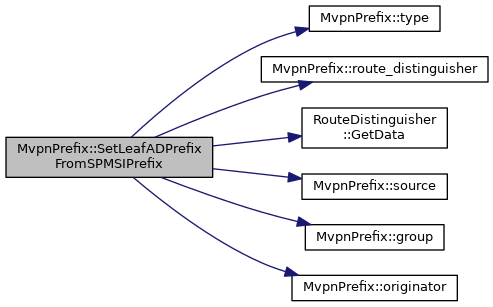 MvpnPrefix::type
MvpnPrefix::route_distinguisher
RouteDistinguisher
::GetData
MvpnPrefix::SetLeafADPrefix
FromSPMSIPrefix
MvpnPrefix::source
MvpnPrefix::group
MvpnPrefix::originator